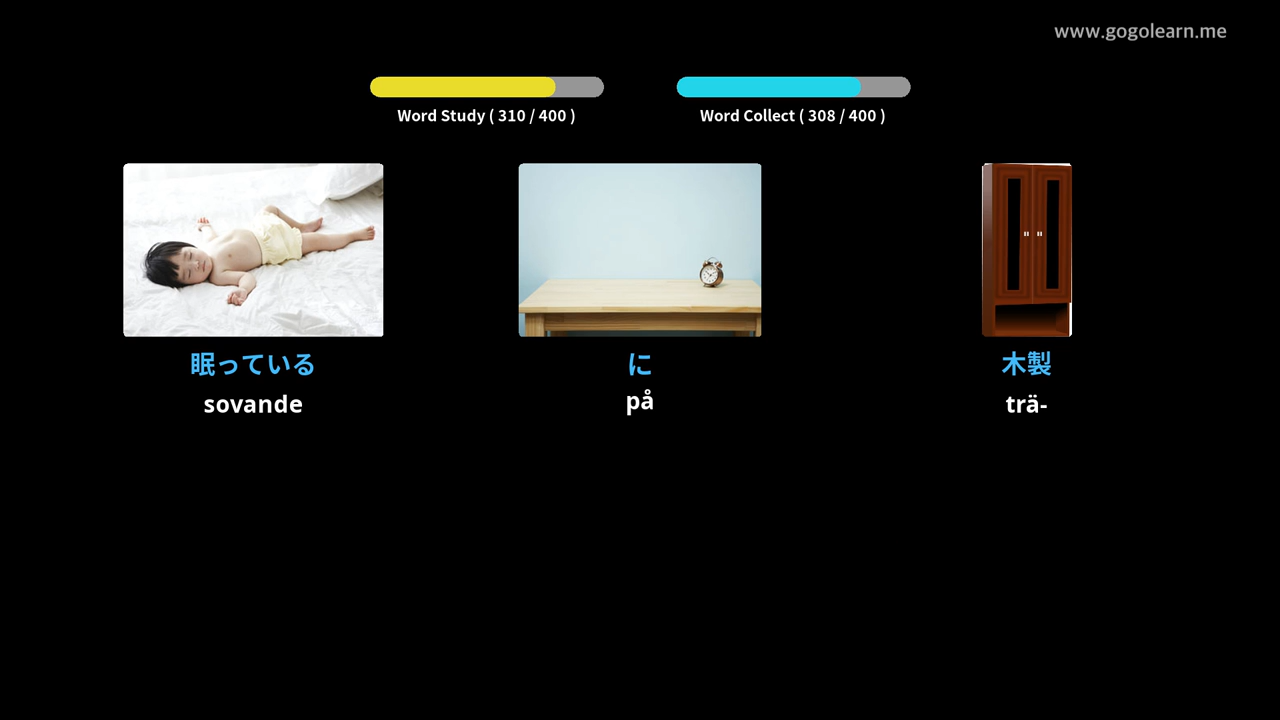 www.gogolearn.me
Word Study ( 310 / 400 )
Word Collect ( 308 / 400 )
眠っている
に
木製
sovande
på
trä-